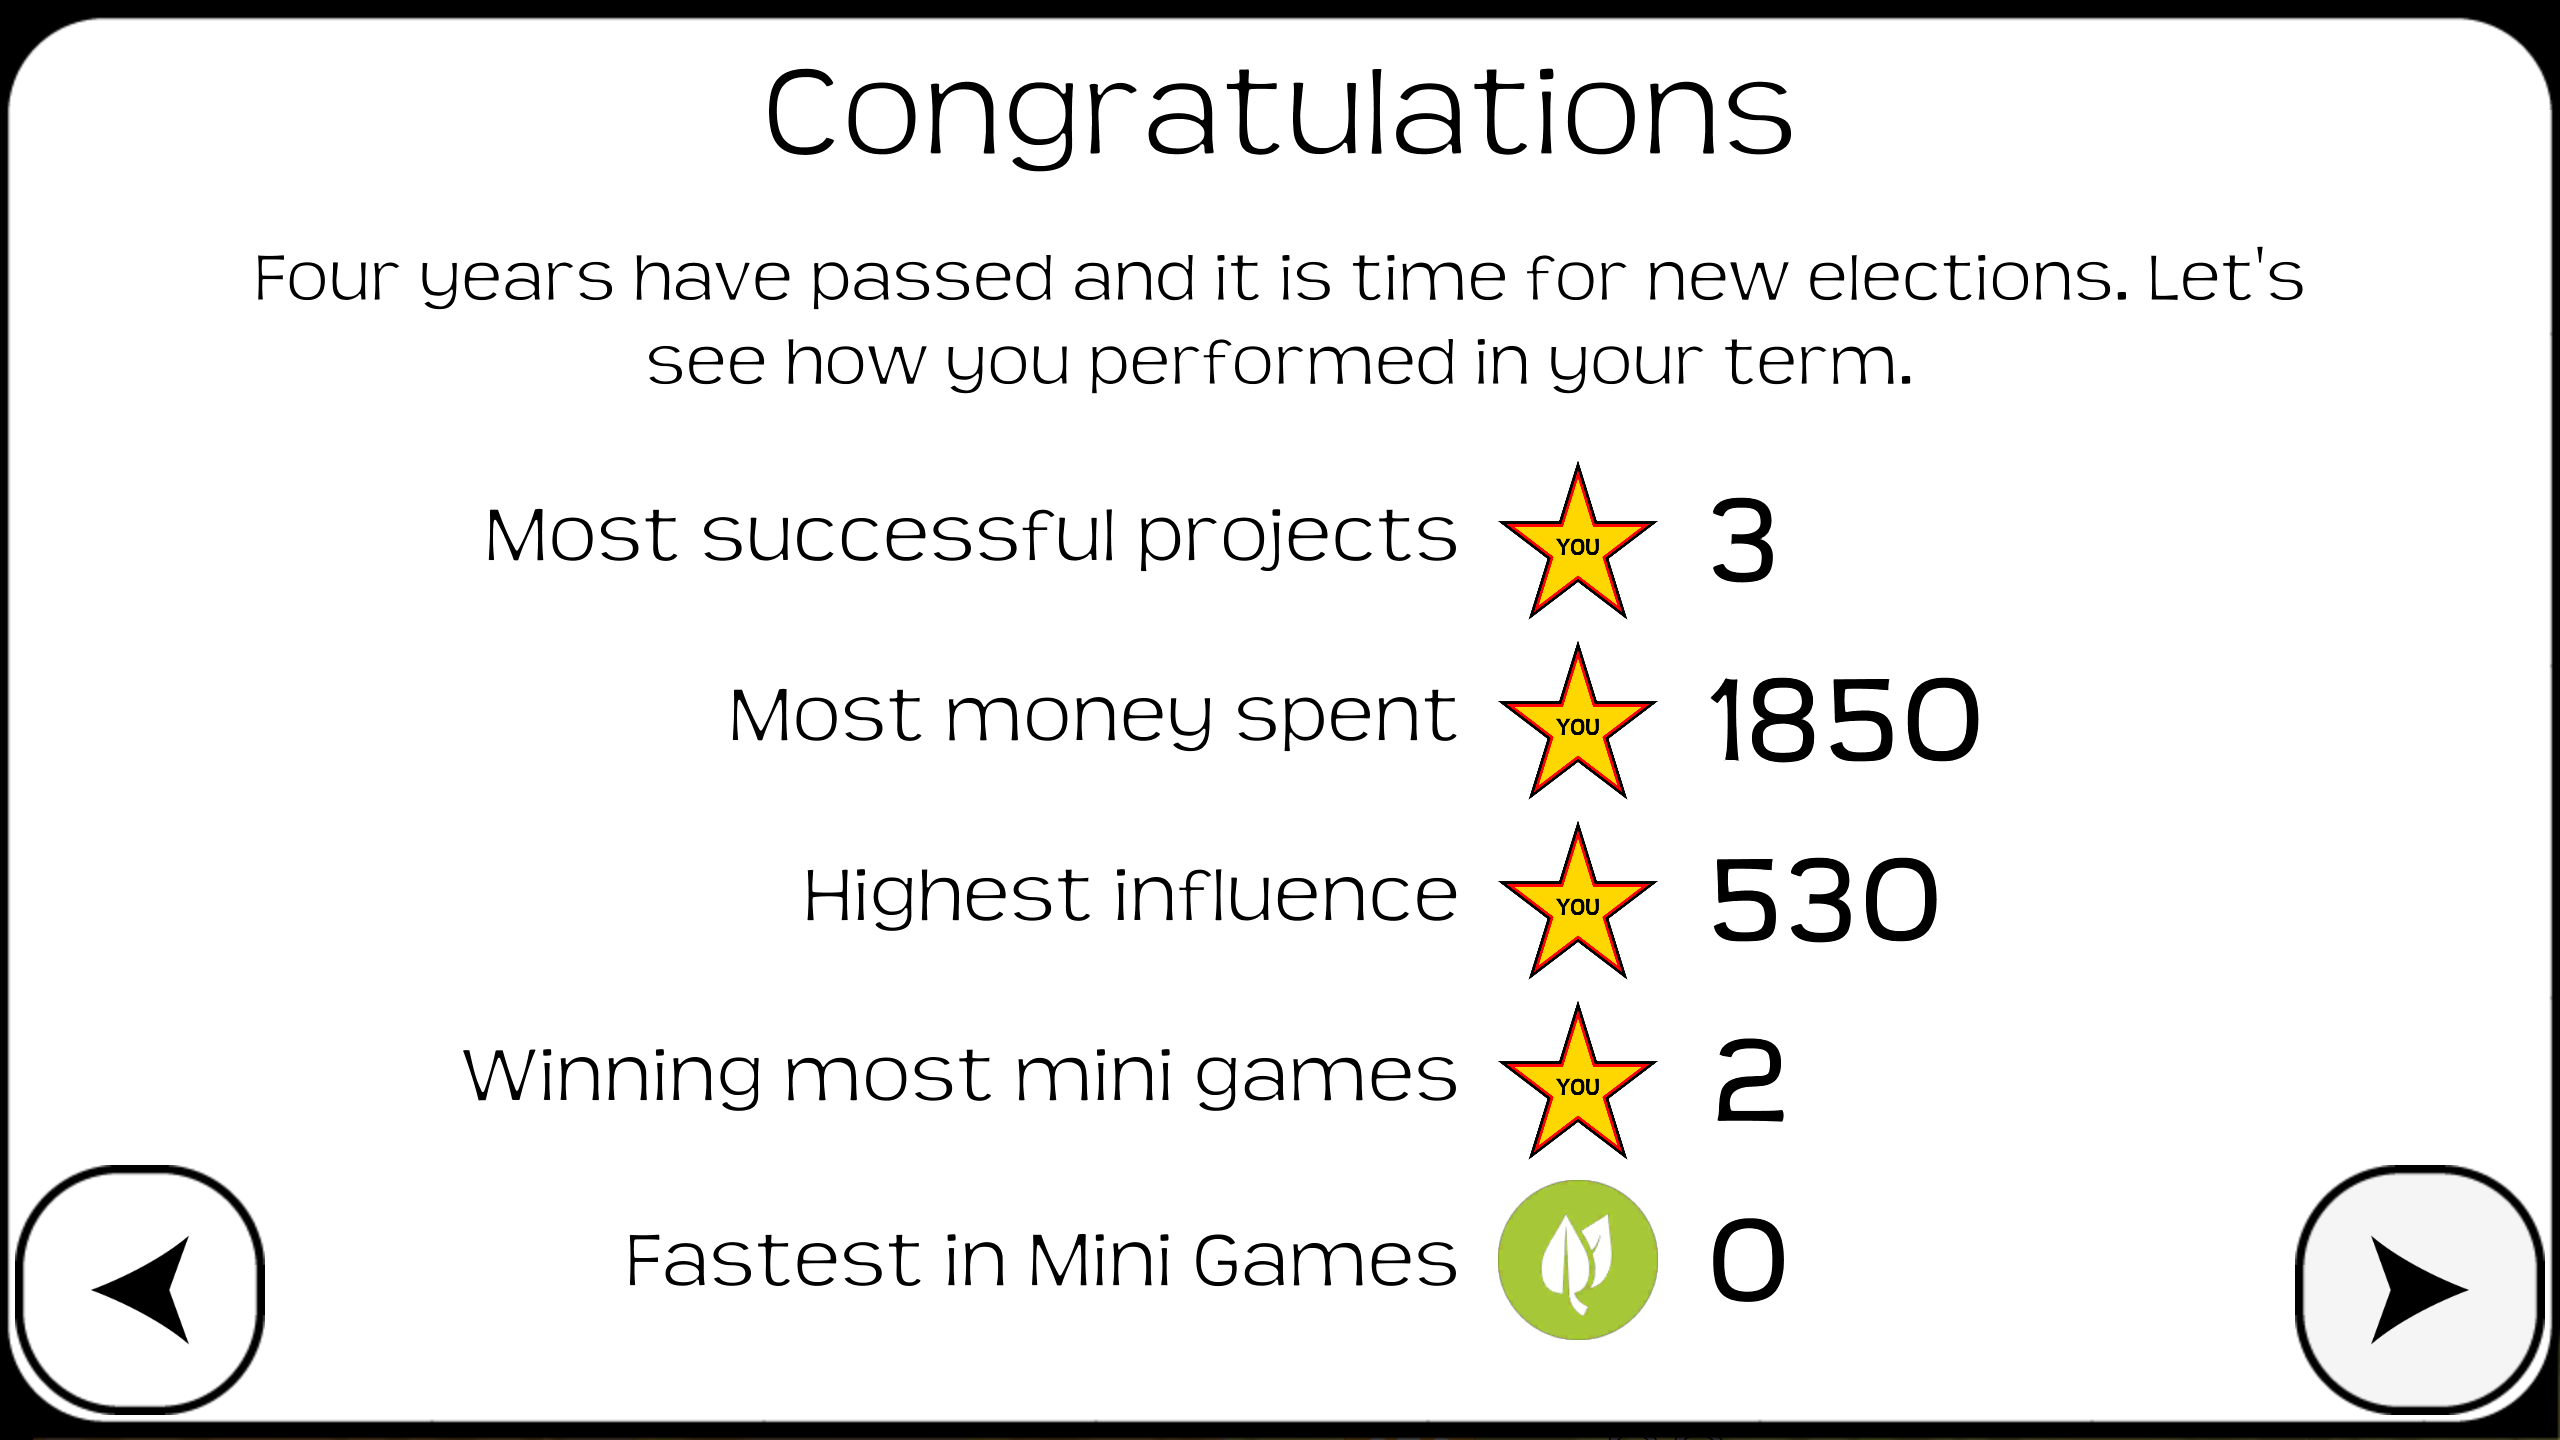 Congratulations
Four years have passed and it is time for new elections. Let's
see how you performed in your term.
Most successful projects YOU 3
Most money spent YOU 1850
Highest influence YOU 530
Winning most mini games YOU 2
Fastest in Mini Games 0